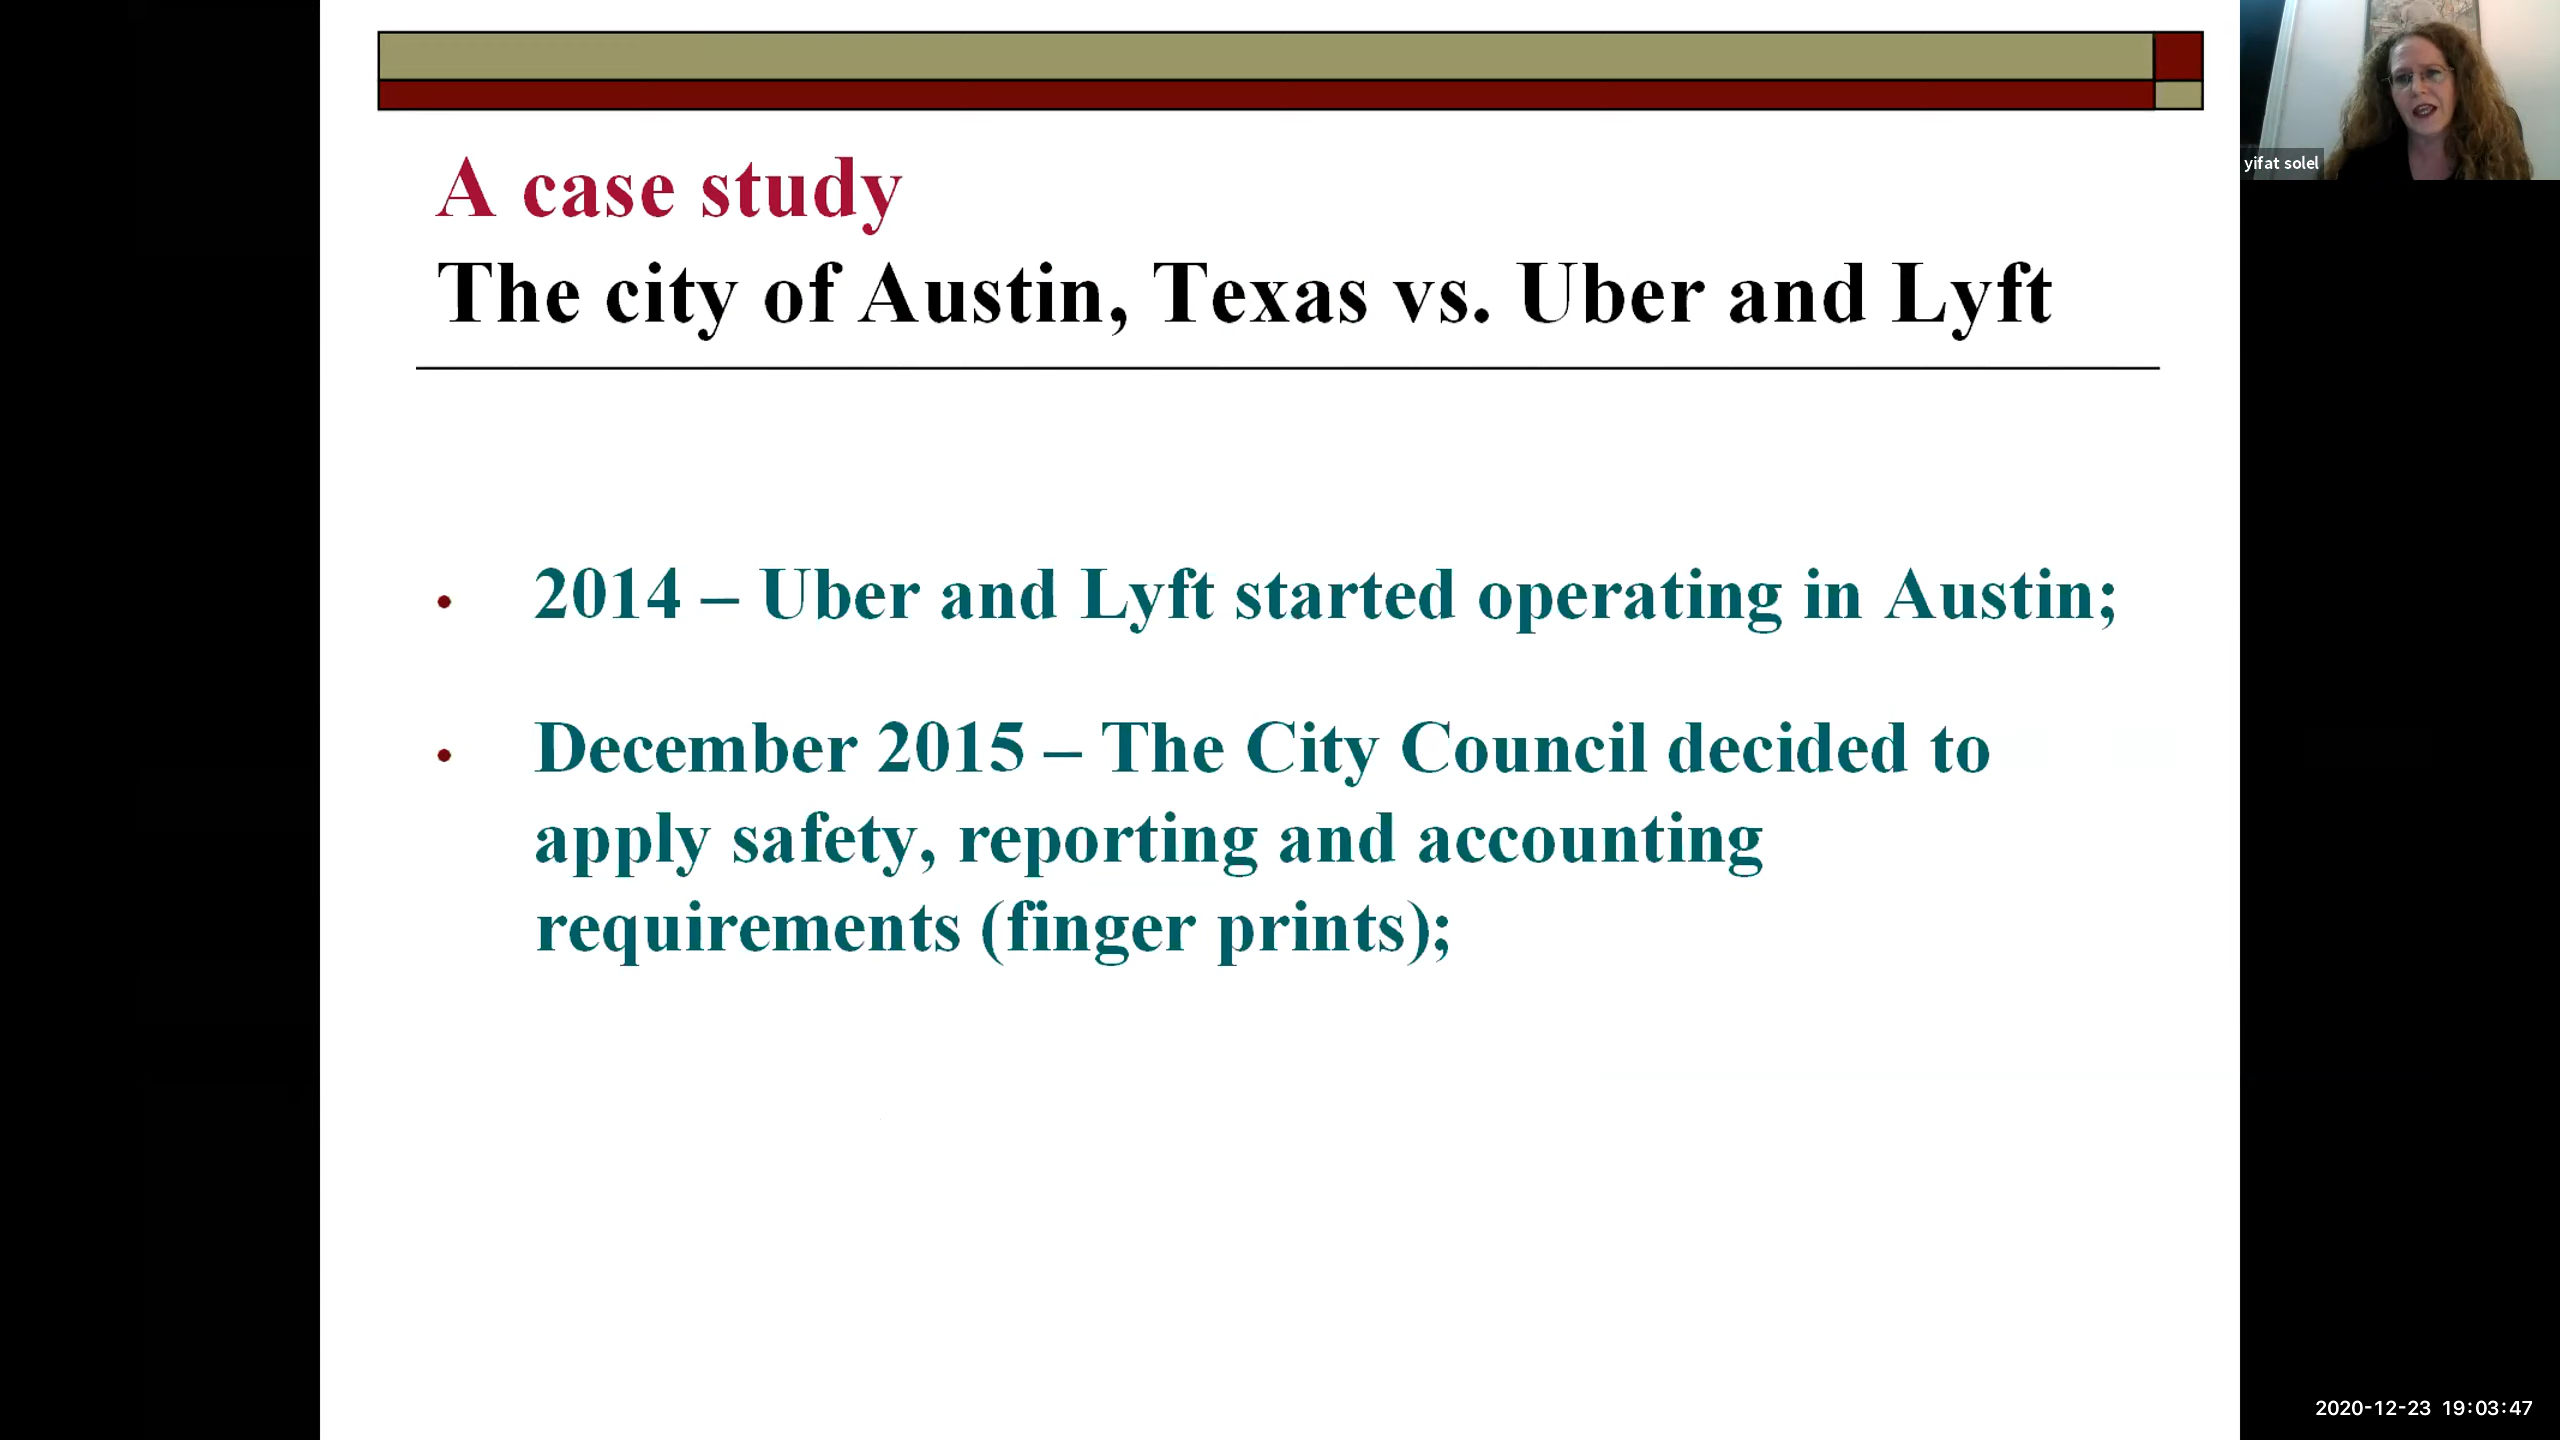 A case study
The city of Austin, Texas vs. Uber and Lyft
yifat solel
• 2014 – Uber and Lyft started operating in Austin;
• December 2015 – The City Council decided to
apply safety, reporting and accounting
requirements (finger prints);
2020-12-23 19:03:47